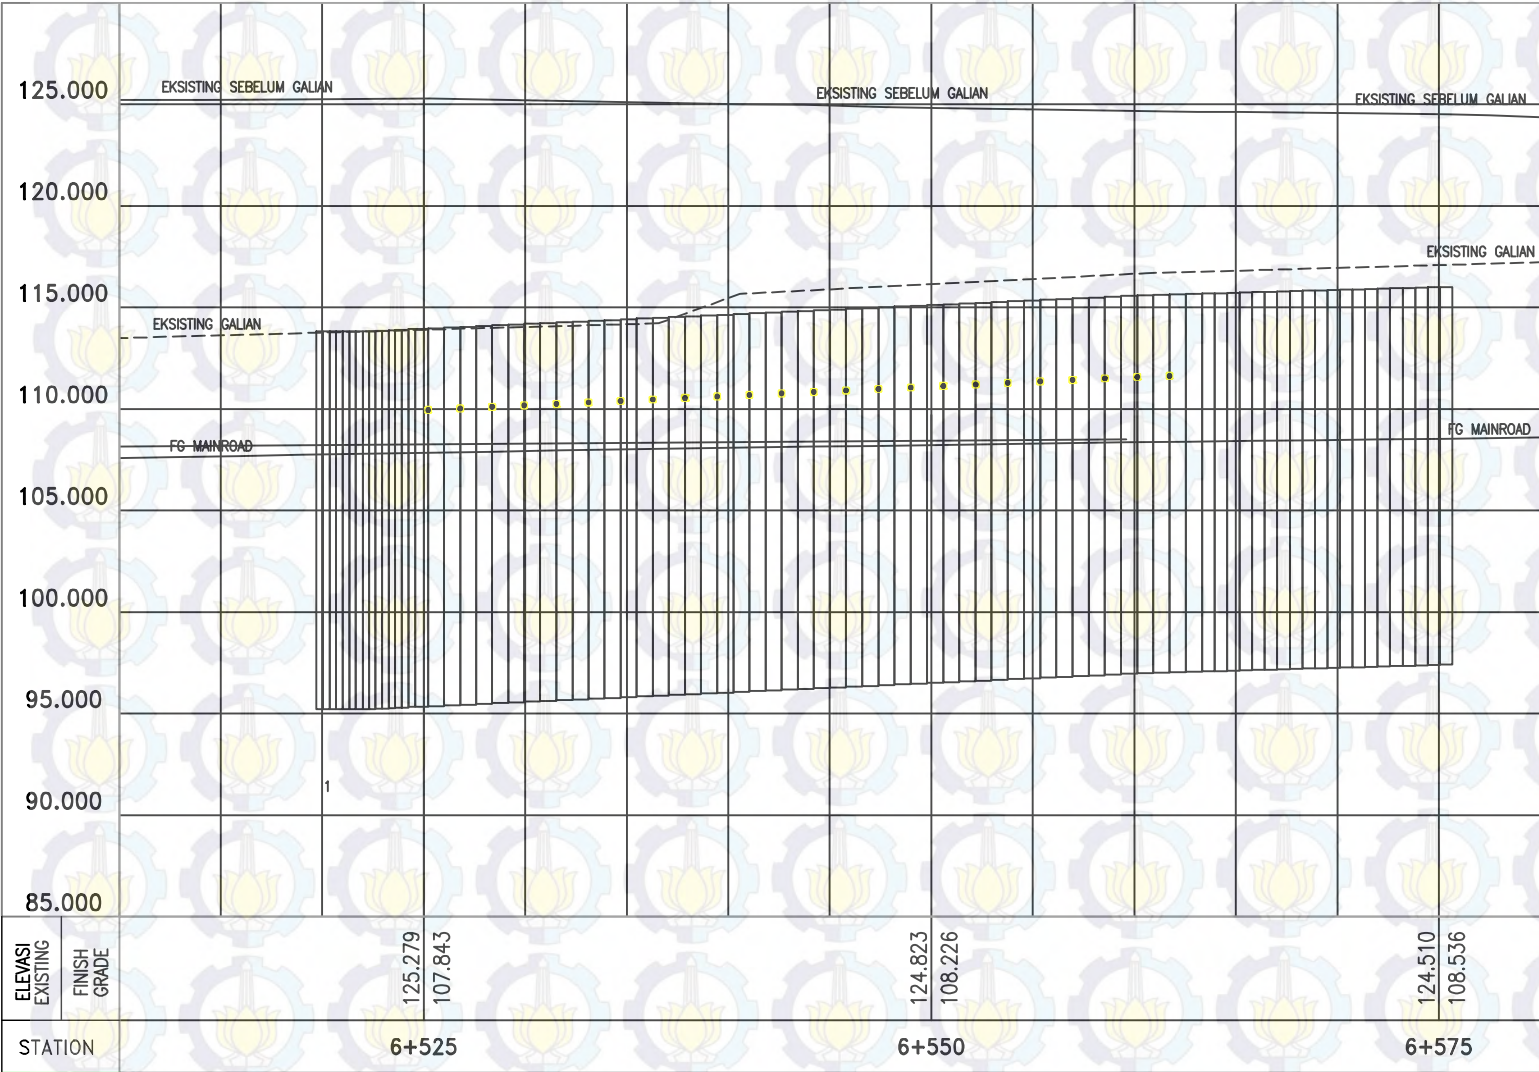 125.000
EKSISTING SEBELUM GALIAN
EKSISTING SEBELUM GALIAN
EKSISTING SEBELUM GALIAN
120.000
EKSISTING GALIAN
115.000
EKSISTING GALIAN
110.000
FG MAINROAD
FG MAINROAD
105.000
100.000
95.000
1
90.000
85.000
ELEVASI
EXISTING
FINISH
GRADE
125.279
107.843
124.823
108.226
124.510
108.536
STATION
6+525
6+550
6+575